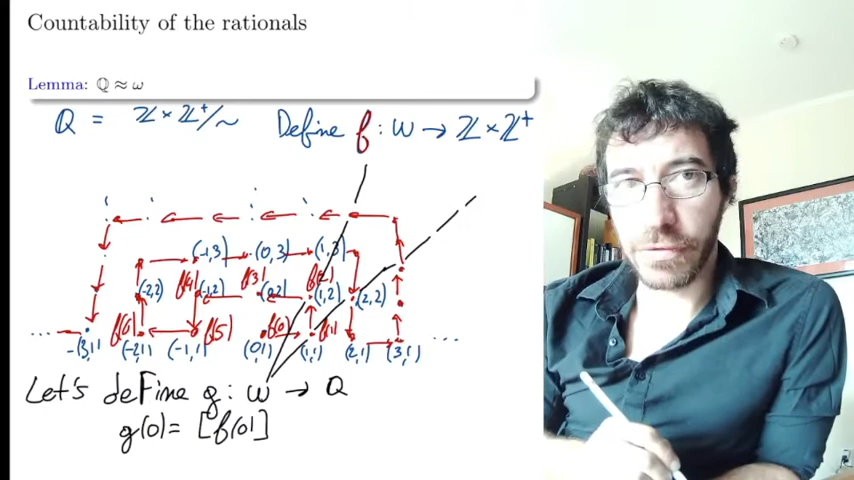 Countability of the rationals
Lemma: ℚ ≈ ω
Q = ℤ × ℤ⁺/~ Define f : ω → ℤ × ℤ⁺
(-1,3) (0,3) (1,3)
f(4) f(3) f(2)
(-2,2) (-1,2) (0,2) (1,2) (2,2)
f(6) f(5) f(0) f(1)
... -(3,1) (-2,1) (-1,1) (0,1) (1,1) (2,1) (3,1) ...
Let's define g : ω → Q
g(0) = [f(0)]